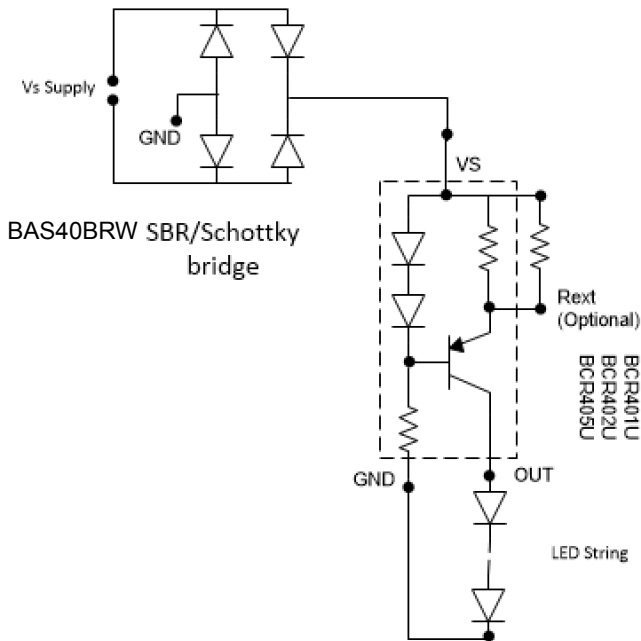 Vs Supply
GND
VS
BAS40BRW SBR/Schottky
bridge
Rext
(Optional)
BCR401U
BCR402U
BCR405U
GND
OUT
LED String